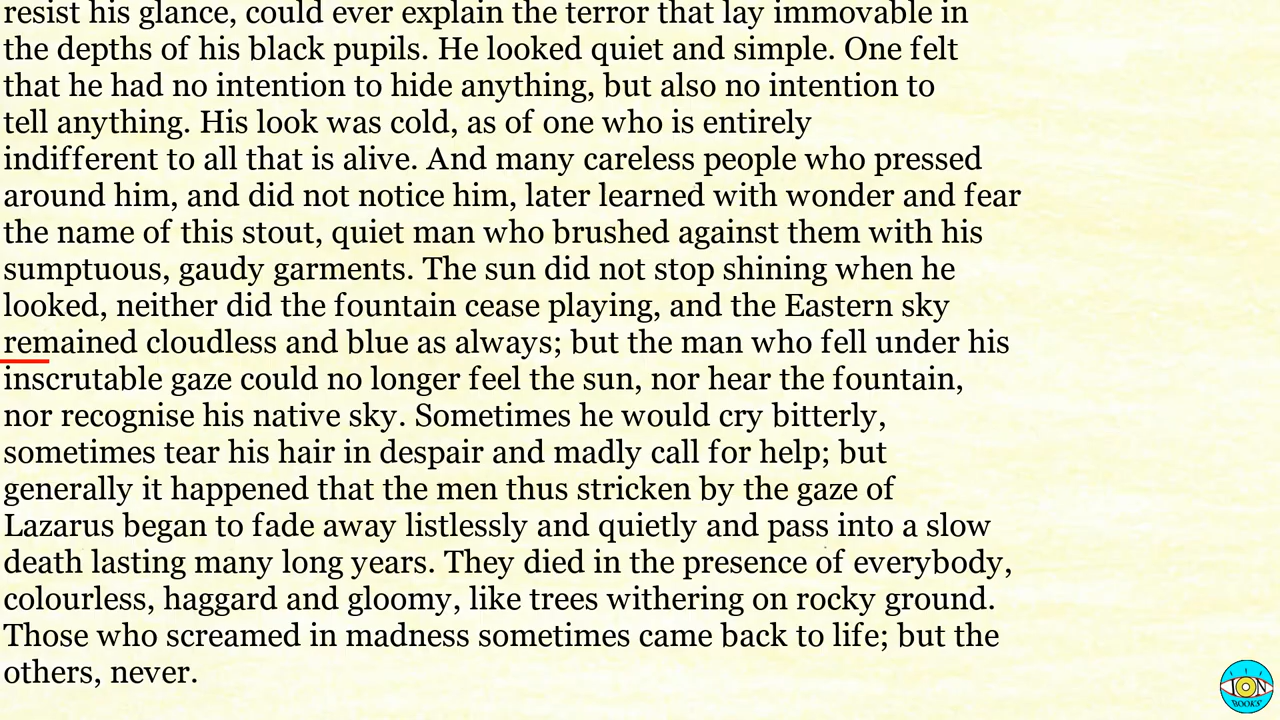 resist his glance, could ever explain the terror that lay immovable in
the depths of his black pupils. He looked quiet and simple. One felt
that he had no intention to hide anything, but also no intention to
tell anything. His look was cold, as of one who is entirely
indifferent to all that is alive. And many careless people who pressed
around him, and did not notice him, later learned with wonder and fear
the name of this stout, quiet man who brushed against them with his
sumptuous, gaudy garments. The sun did not stop shining when he
looked, neither did the fountain cease playing, and the Eastern sky
remained cloudless and blue as always; but the man who fell under his
inscrutable gaze could no longer feel the sun, nor hear the fountain,
nor recognise his native sky. Sometimes he would cry bitterly,
sometimes tear his hair in despair and madly call for help; but
generally it happened that the men thus stricken by the gaze of
Lazarus began to fade away listlessly and quietly and pass into a slow
death lasting many long years. They died in the presence of everybody,
colourless, haggard and gloomy, like trees withering on rocky ground.
Those who screamed in madness sometimes came back to life; but the
others, never.
ION
BOOKS